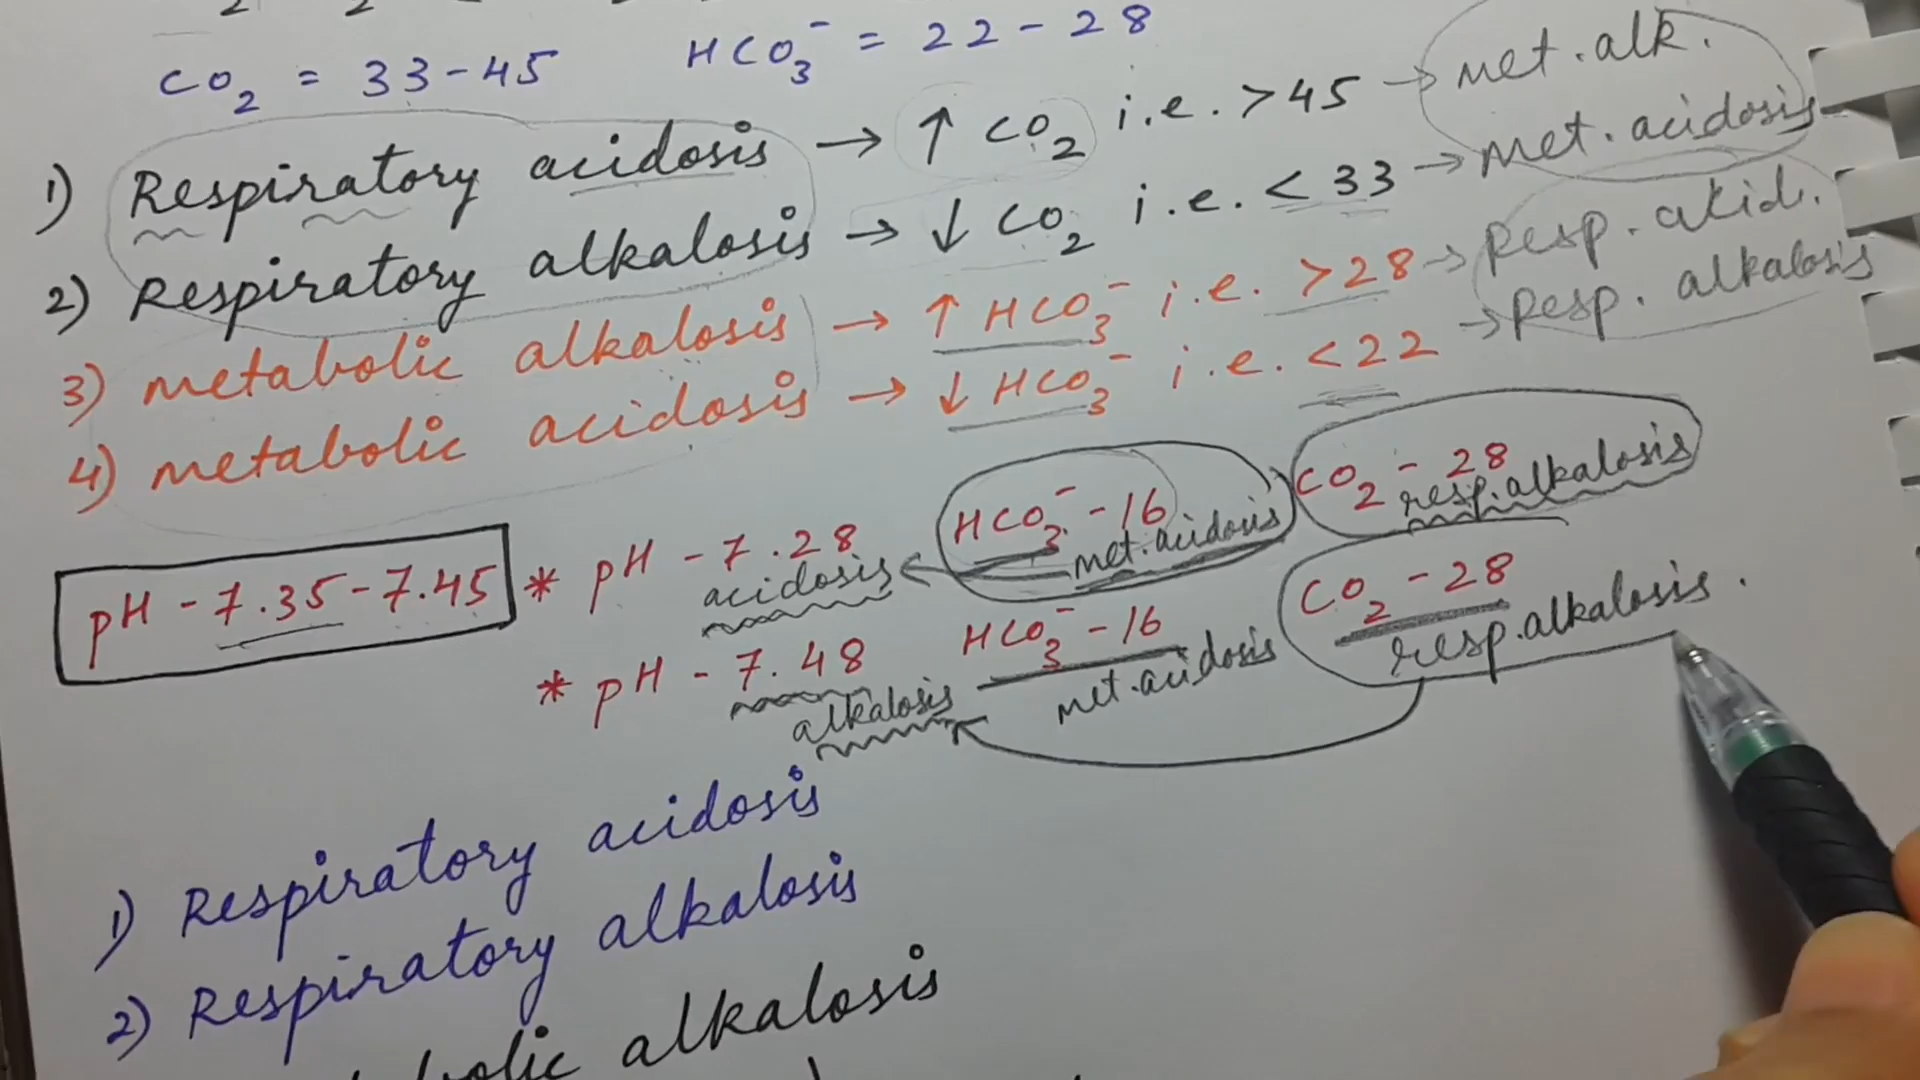 CO2 = 33-45 HCO3⁻ = 22-28
1) Respiratory acidosis → ↑ CO2 i.e. >45 → met.alk.
2) Respiratory alkalosis → ↓ CO2 i.e. < 33 → met. acidosis
3) metabolic alkalosis → ↑ HCO3⁻ i.e. >28 → Resp. acid.
4) metabolic acidosis → ↓ HCO3⁻ i.e. <22 → Resp. alkalosis
pH - 7.35-7.45 * pH - 7.28 HCO3⁻ -16 CO2 - 28
acidosis ← met.acidosis resp.alkalosis
* pH - 7.48 HCO3⁻ -16 CO2 - 28
alkalosis met.acidosis resp.alkalosis.
1) Respiratory acidosis
2) Respiratory alkalosis
alkalosis